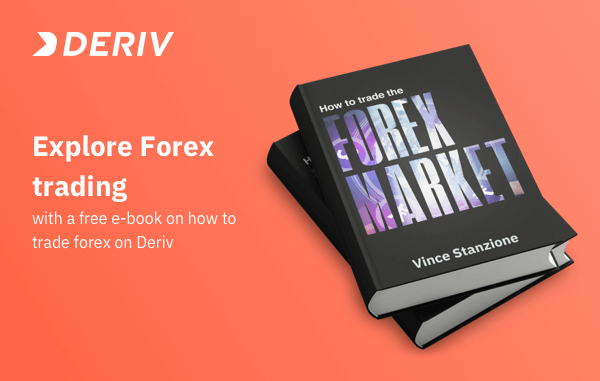 DERIV
Explore Forex
trading
with a free e-book on how to
trade forex on Deriv
How to trade the
FOREX
MARKET
Vince Stanzione
H